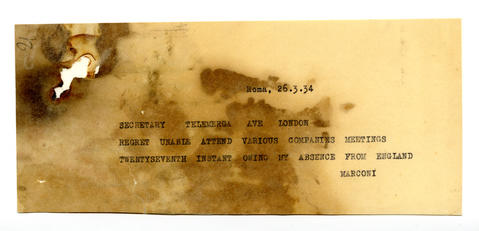 Roma, 26.3.34
SECRETARY TELEMERGA AVE LONDON
REGRET UNABLE ATTEND VARIOUS COMPANIES MEETINGS
TWENTYSEVENTH INSTANT OWING MY ABSENCE FROM ENGLAND
MARCONI